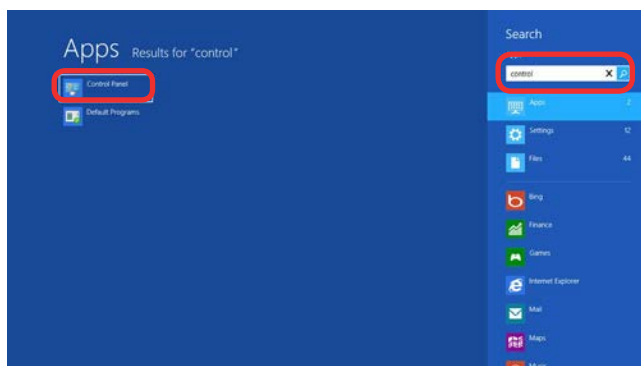 Apps Results for "control"
Control Panel
Default Programs
Search
control
Apps 2
Settings 12
Files 44
Bing
Finance
Games
Internet Explorer
Mail
Maps